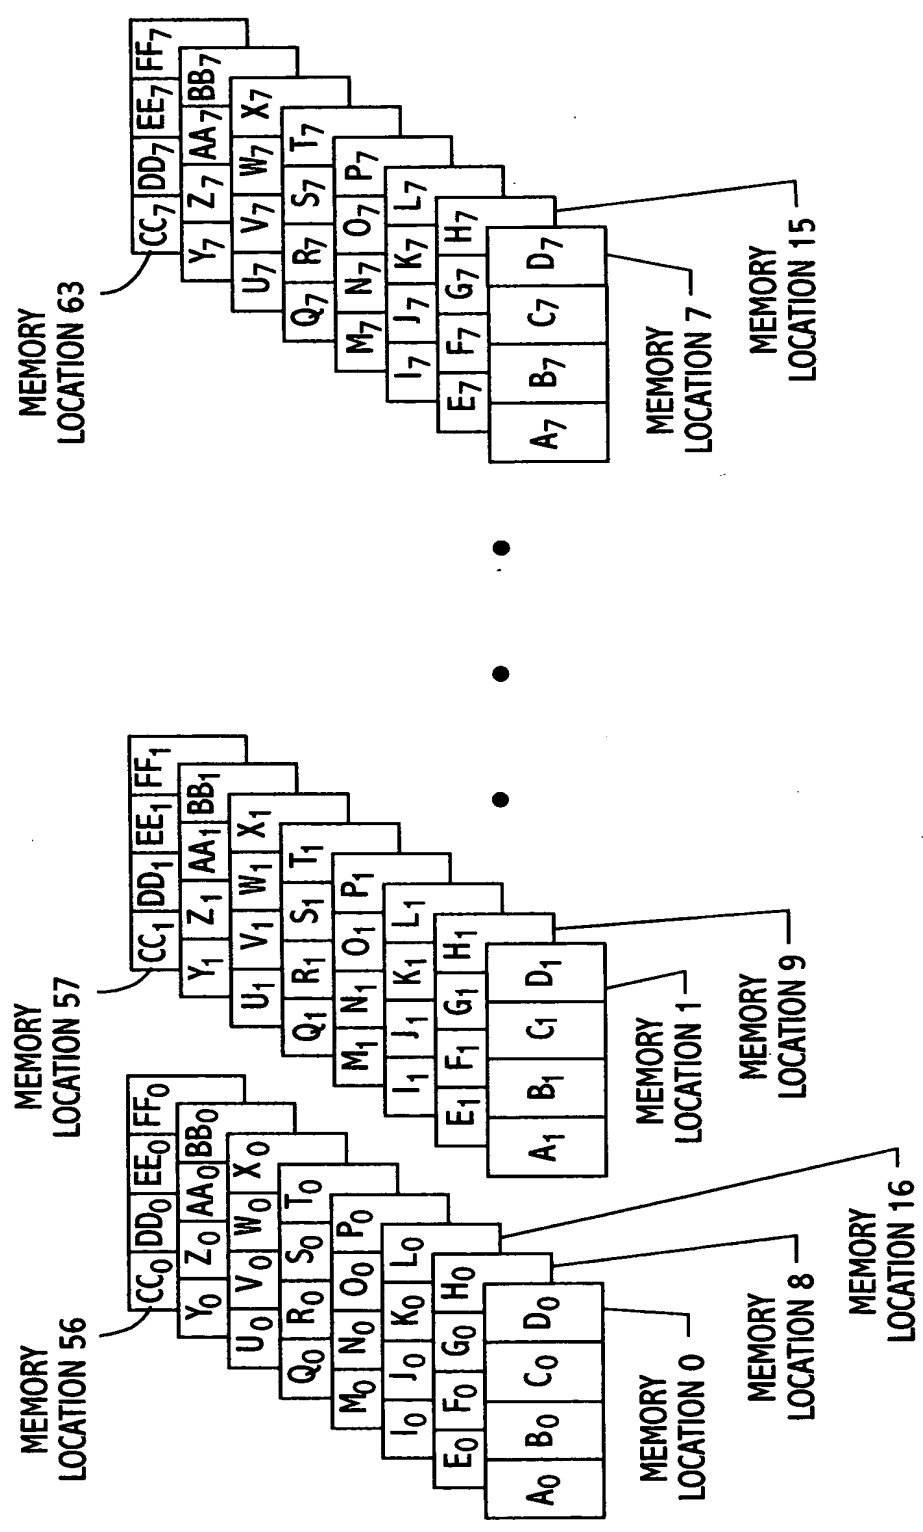 MEMORY
LOCATION 56
CC₀ DD₀ EE₀ FF₀
Y₀ Z₀ AA₀ BB₀
U₀ V₀ W₀ X₀
Q₀ R₀ S₀ T₀
M₀ N₀ O₀ P₀
I₀ J₀ K₀ L₀
E₀ F₀ G₀ H₀
A₀ B₀ C₀ D₀
MEMORY
LOCATION 0
MEMORY
LOCATION 8
MEMORY
LOCATION 16
MEMORY
LOCATION 57
CC₁ DD₁ EE₁ FF₁
Y₁ Z₁ AA₁ BB₁
U₁ V₁ W₁ X₁
Q₁ R₁ S₁ T₁
M₁ N₁ O₁ P₁
I₁ J₁ K₁ L₁
E₁ F₁ G₁ H₁
A₁ B₁ C₁ D₁
MEMORY
LOCATION 1
MEMORY
LOCATION 9
MEMORY
LOCATION 63
CC₇ DD₇ EE₇ FF₇
Y₇ Z₇ AA₇ BB₇
U₇ V₇ W₇ X₇
Q₇ R₇ S₇ T₇
M₇ N₇ O₇ P₇
I₇ J₇ K₇ L₇
E₇ F₇ G₇ H₇
A₇ B₇ C₇ D₇
MEMORY
LOCATION 7
MEMORY
LOCATION 15